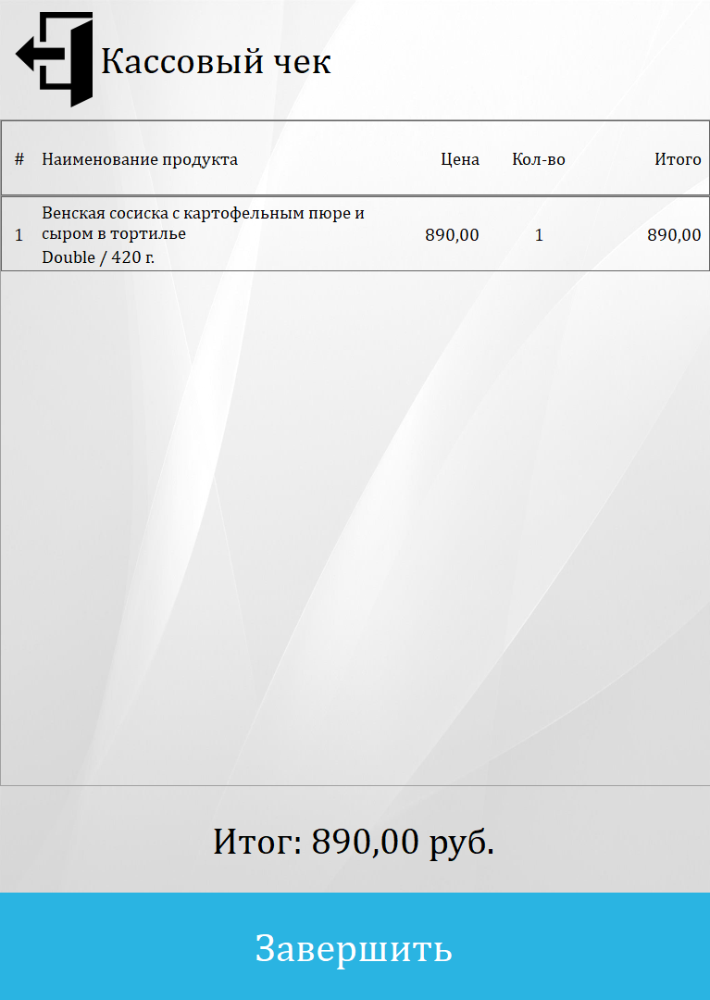 Кассовый чек
# Наименование продукта Цена Кол-во Итого
Венская сосиска с картофельным пюре и
сыром в тортилье
1 890,00 1 890,00
Double / 420 г.
Итог: 890,00 руб.
Завершить